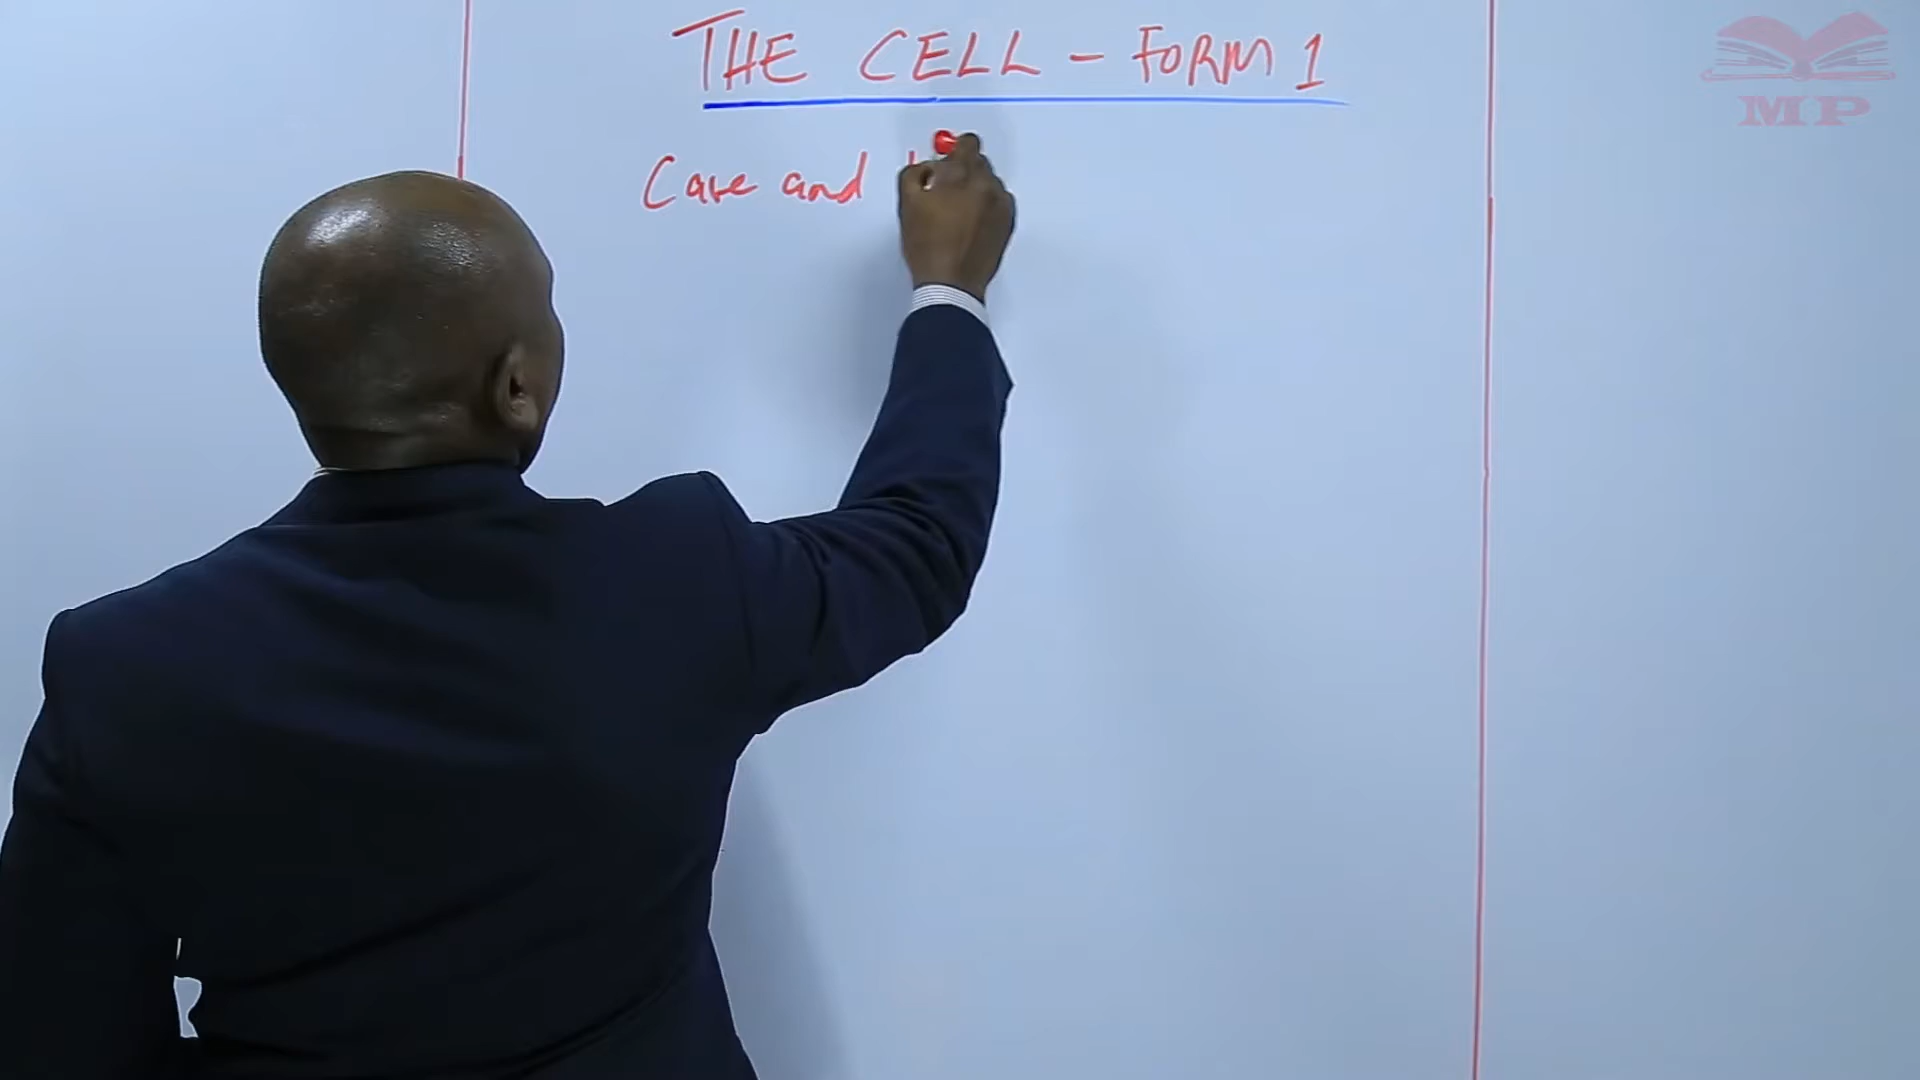 THE CELL - FORM 1
Care and
MP